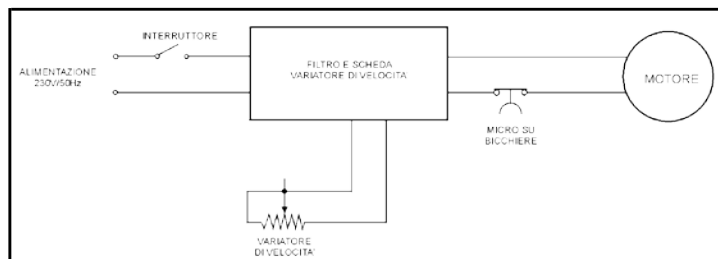 INTERRUTTORE
ALIMENTAZIONE
230V/50Hz
FILTRO E SCHEDA
VARIATORE DI VELOCITA'
MOTORE
MICRO SU
BICCHIERE
VARIATORE
DI VELOCITA'